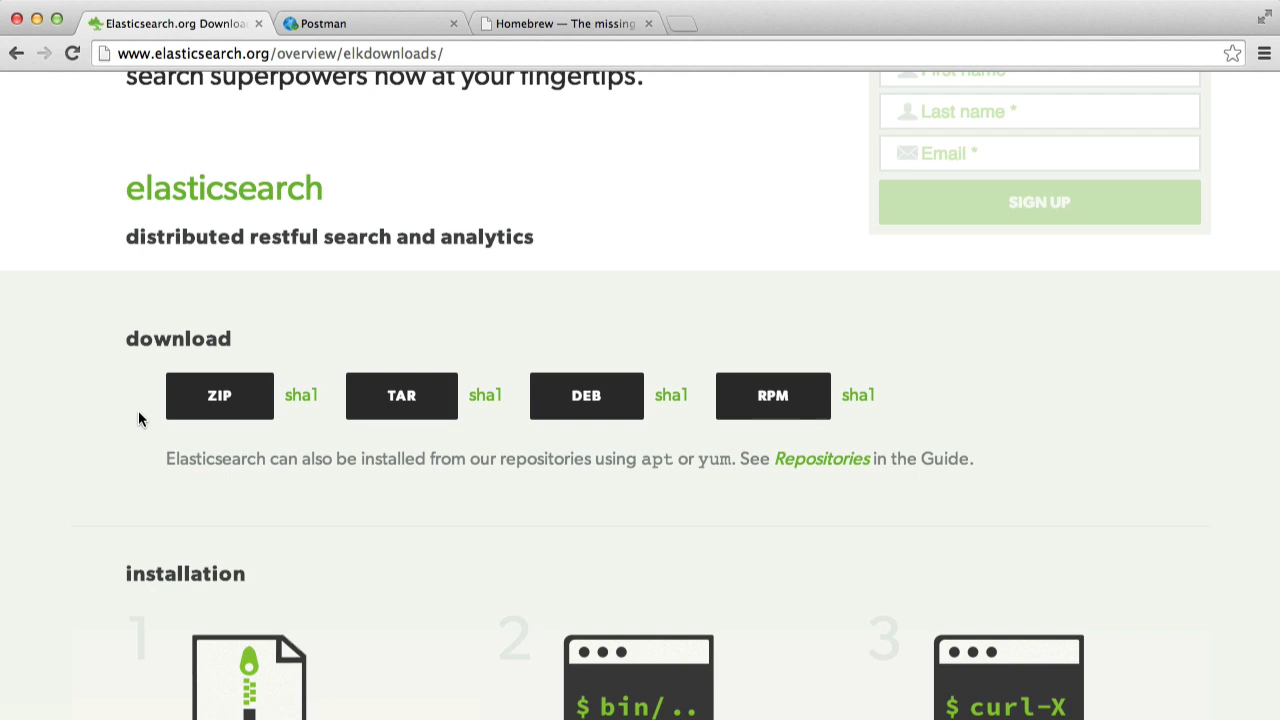 Elasticsearch.org Downloa
Postman
Homebrew — The missing
www.elasticsearch.org/overview/elkdownloads/
search superpowers now at your fingertips.
First name
Last name *
Email *
SIGN UP
elasticsearch
distributed restful search and analytics
download
ZIP sha1 TAR sha1 DEB sha1 RPM sha1
Elasticsearch can also be installed from our repositories using apt or yum. See Repositories in the Guide.
installation
1 2 3
$ bin/.. $ curl-X